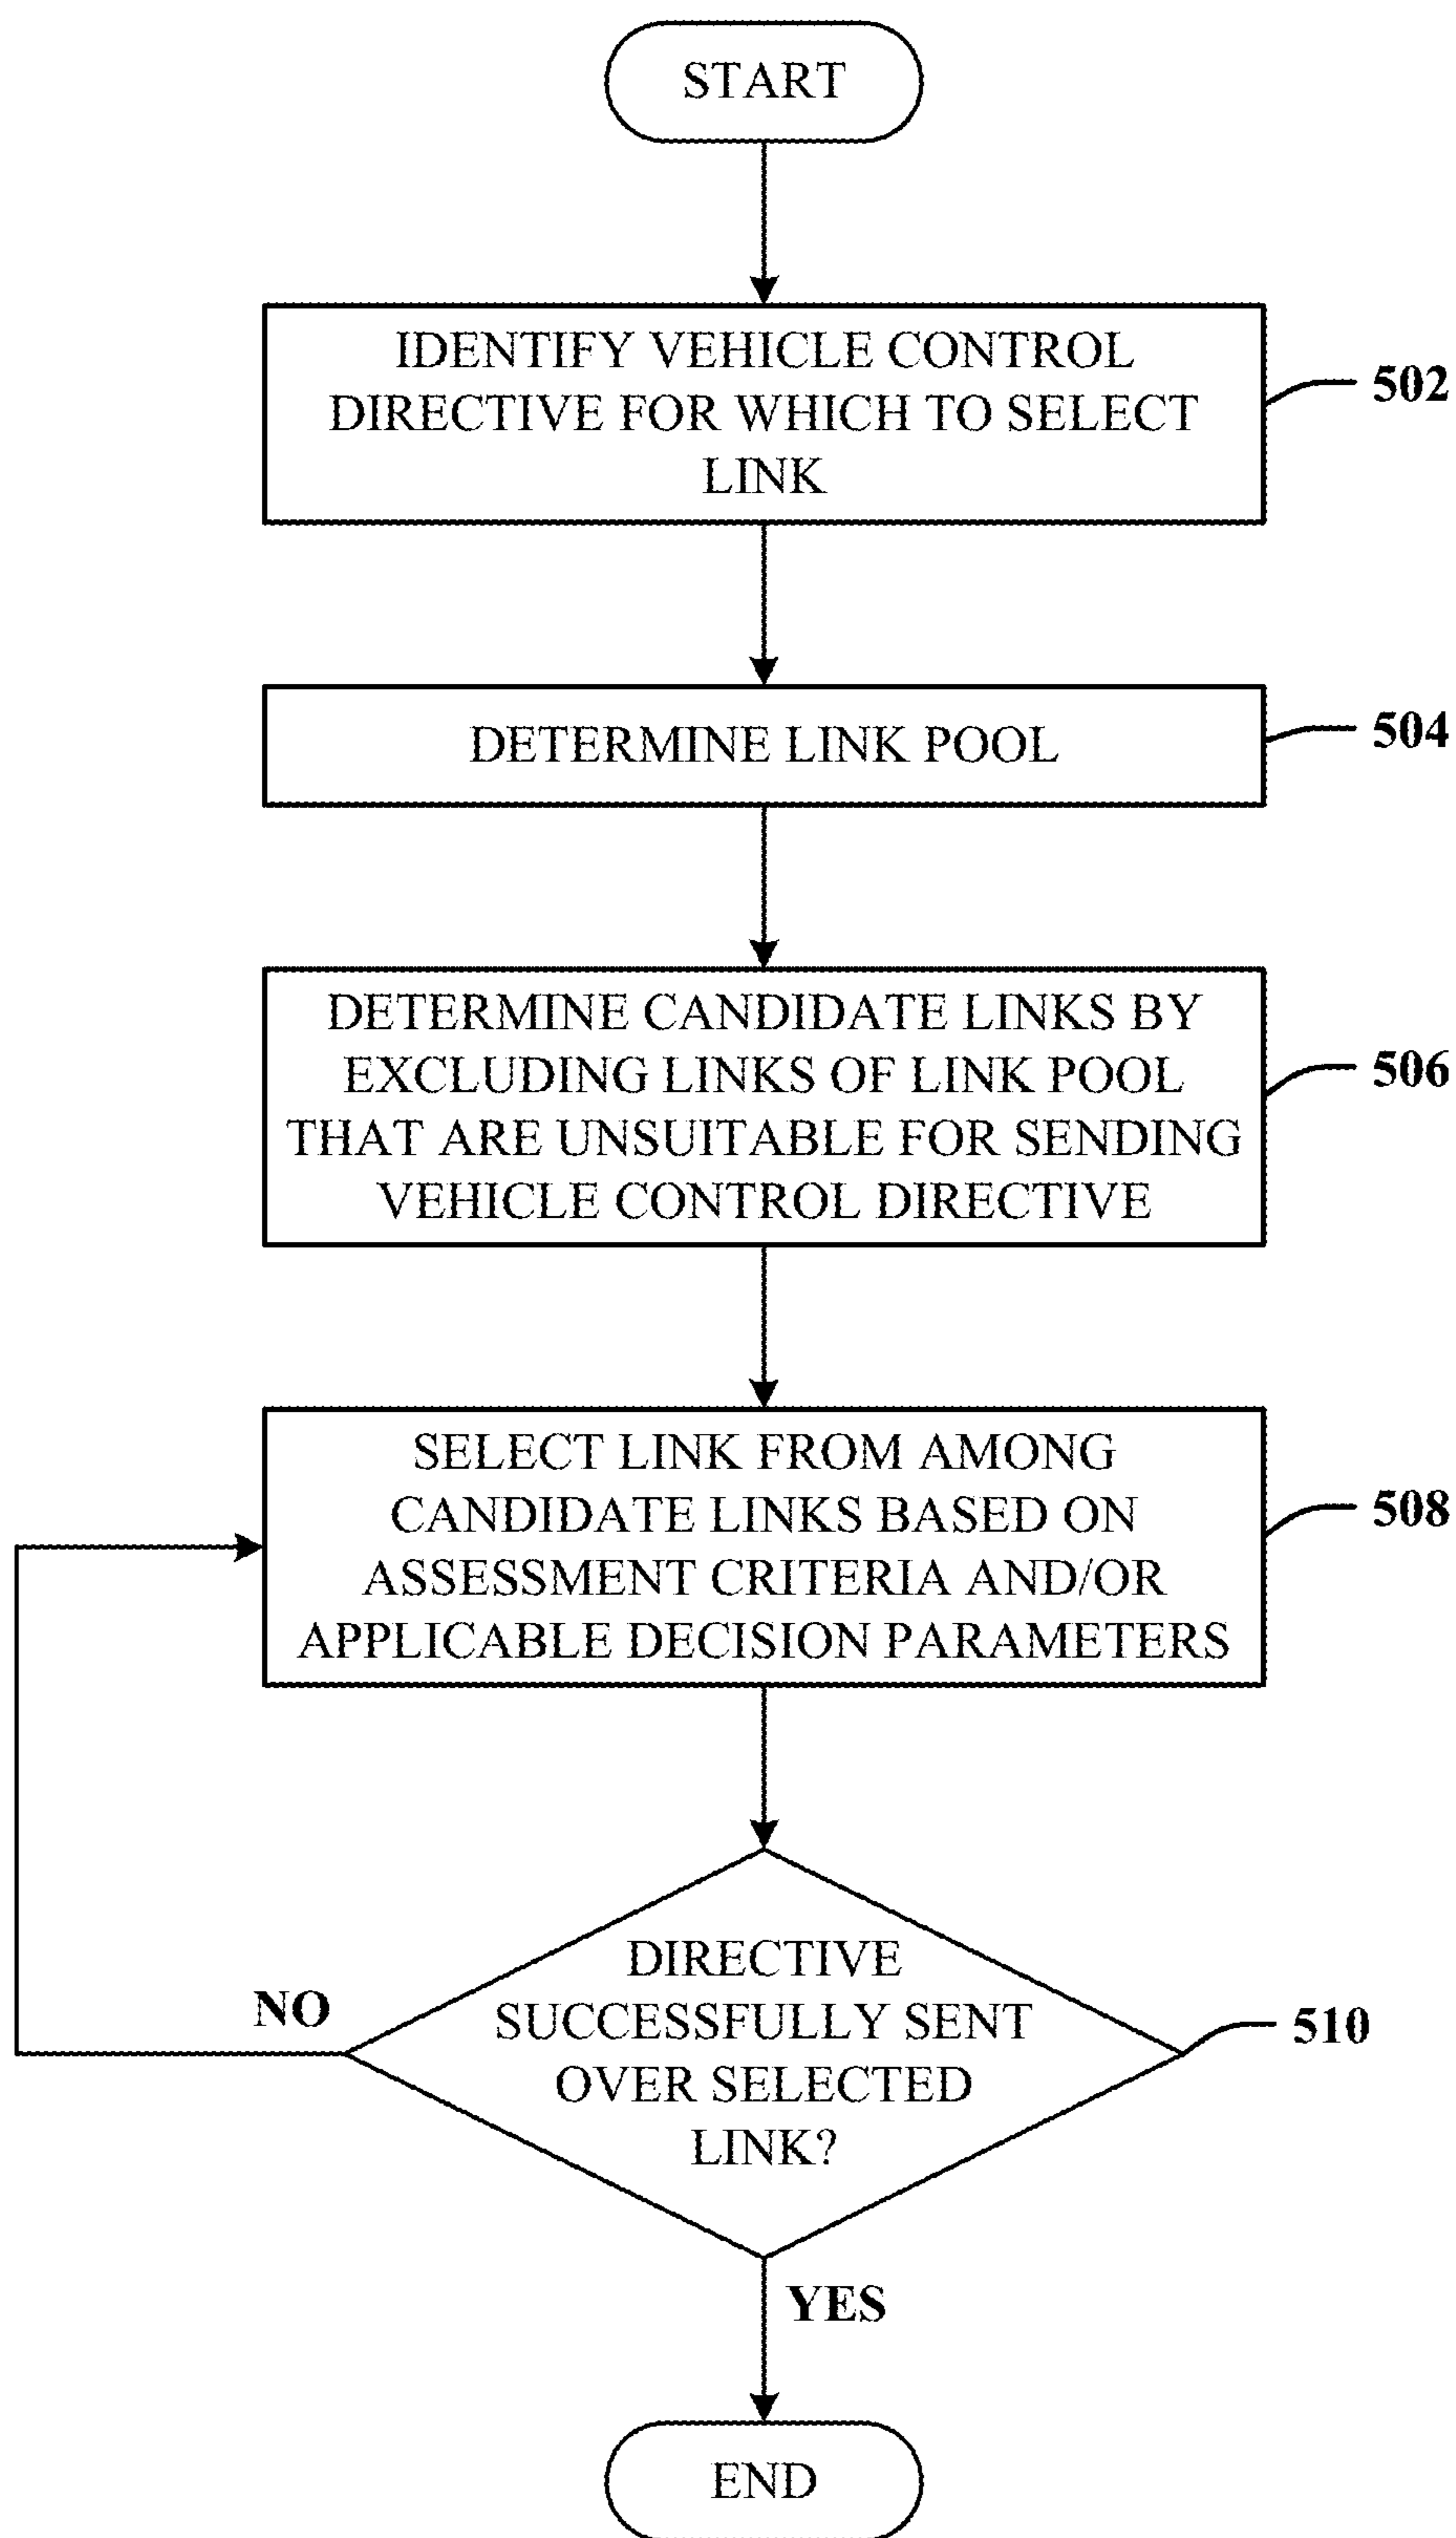 START
IDENTIFY VEHICLE CONTROL
DIRECTIVE FOR WHICH TO SELECT
LINK
502
DETERMINE LINK POOL
504
DETERMINE CANDIDATE LINKS BY
EXCLUDING LINKS OF LINK POOL
THAT ARE UNSUITABLE FOR SENDING
VEHICLE CONTROL DIRECTIVE
506
SELECT LINK FROM AMONG
CANDIDATE LINKS BASED ON
ASSESSMENT CRITERIA AND/OR
APPLICABLE DECISION PARAMETERS
508
DIRECTIVE
SUCCESSFULLY SENT
OVER SELECTED
LINK?
510
NO
YES
END